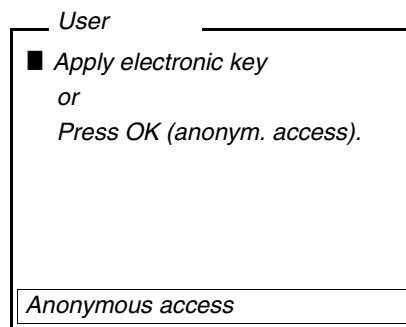 User
Apply electronic key
or
Press OK (anonym. access).
Anonymous access